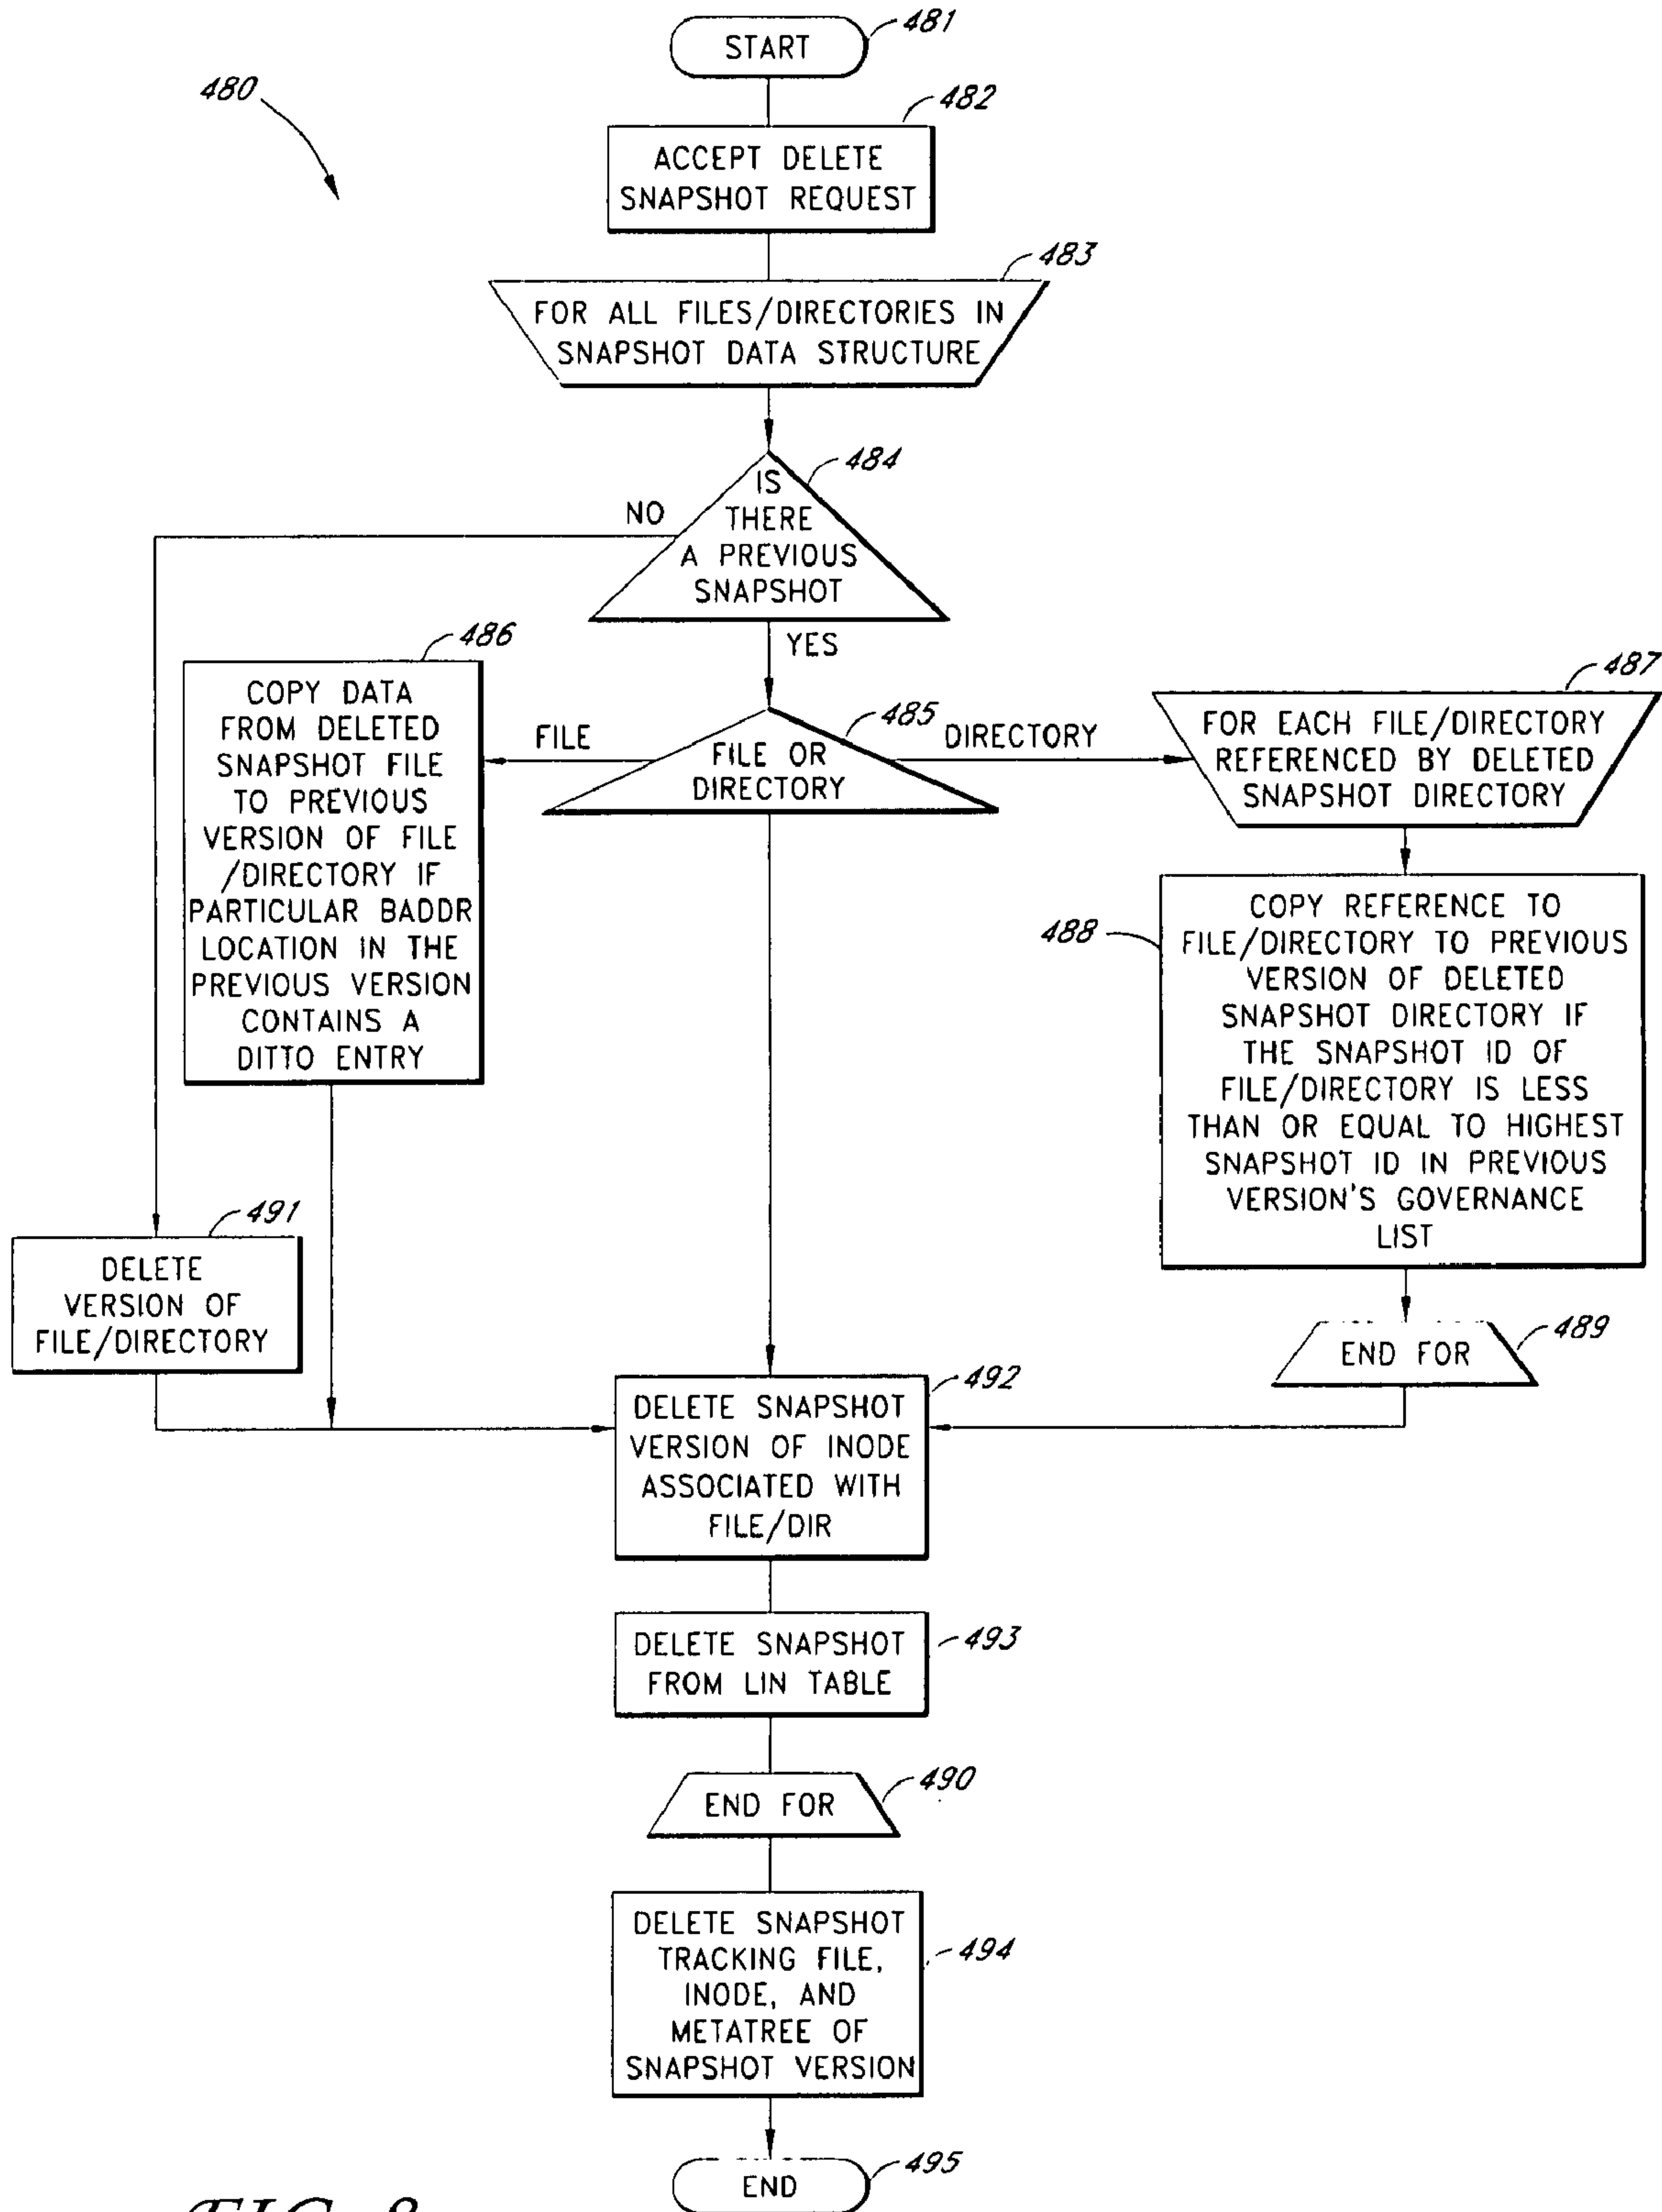 START
481
480
482
ACCEPT DELETE
SNAPSHOT REQUEST
483
FOR ALL FILES/DIRECTORIES IN
SNAPSHOT DATA STRUCTURE
484
IS
THERE
A PREVIOUS
SNAPSHOT
NO
YES
486
COPY DATA
FROM DELETED
SNAPSHOT FILE
TO PREVIOUS
VERSION OF FILE
/DIRECTORY IF
PARTICULAR BADDR
LOCATION IN THE
PREVIOUS VERSION
CONTAINS A
DITTO ENTRY
FILE
485
FILE OR
DIRECTORY
DIRECTORY
487
FOR EACH FILE/DIRECTORY
REFERENCED BY DELETED
SNAPSHOT DIRECTORY
488
COPY REFERENCE TO
FILE/DIRECTORY TO PREVIOUS
VERSION OF DELETED
SNAPSHOT DIRECTORY IF
THE SNAPSHOT ID OF
FILE/DIRECTORY IS LESS
THAN OR EQUAL TO HIGHEST
SNAPSHOT ID IN PREVIOUS
VERSION'S GOVERNANCE
LIST
491
DELETE
VERSION OF
FILE/DIRECTORY
489
END FOR
492
DELETE SNAPSHOT
VERSION OF INODE
ASSOCIATED WITH
FILE/DIR
493
DELETE SNAPSHOT
FROM LIN TABLE
490
END FOR
494
DELETE SNAPSHOT
TRACKING FILE,
INODE, AND
METATREE OF
SNAPSHOT VERSION
495
END
FIG. 8